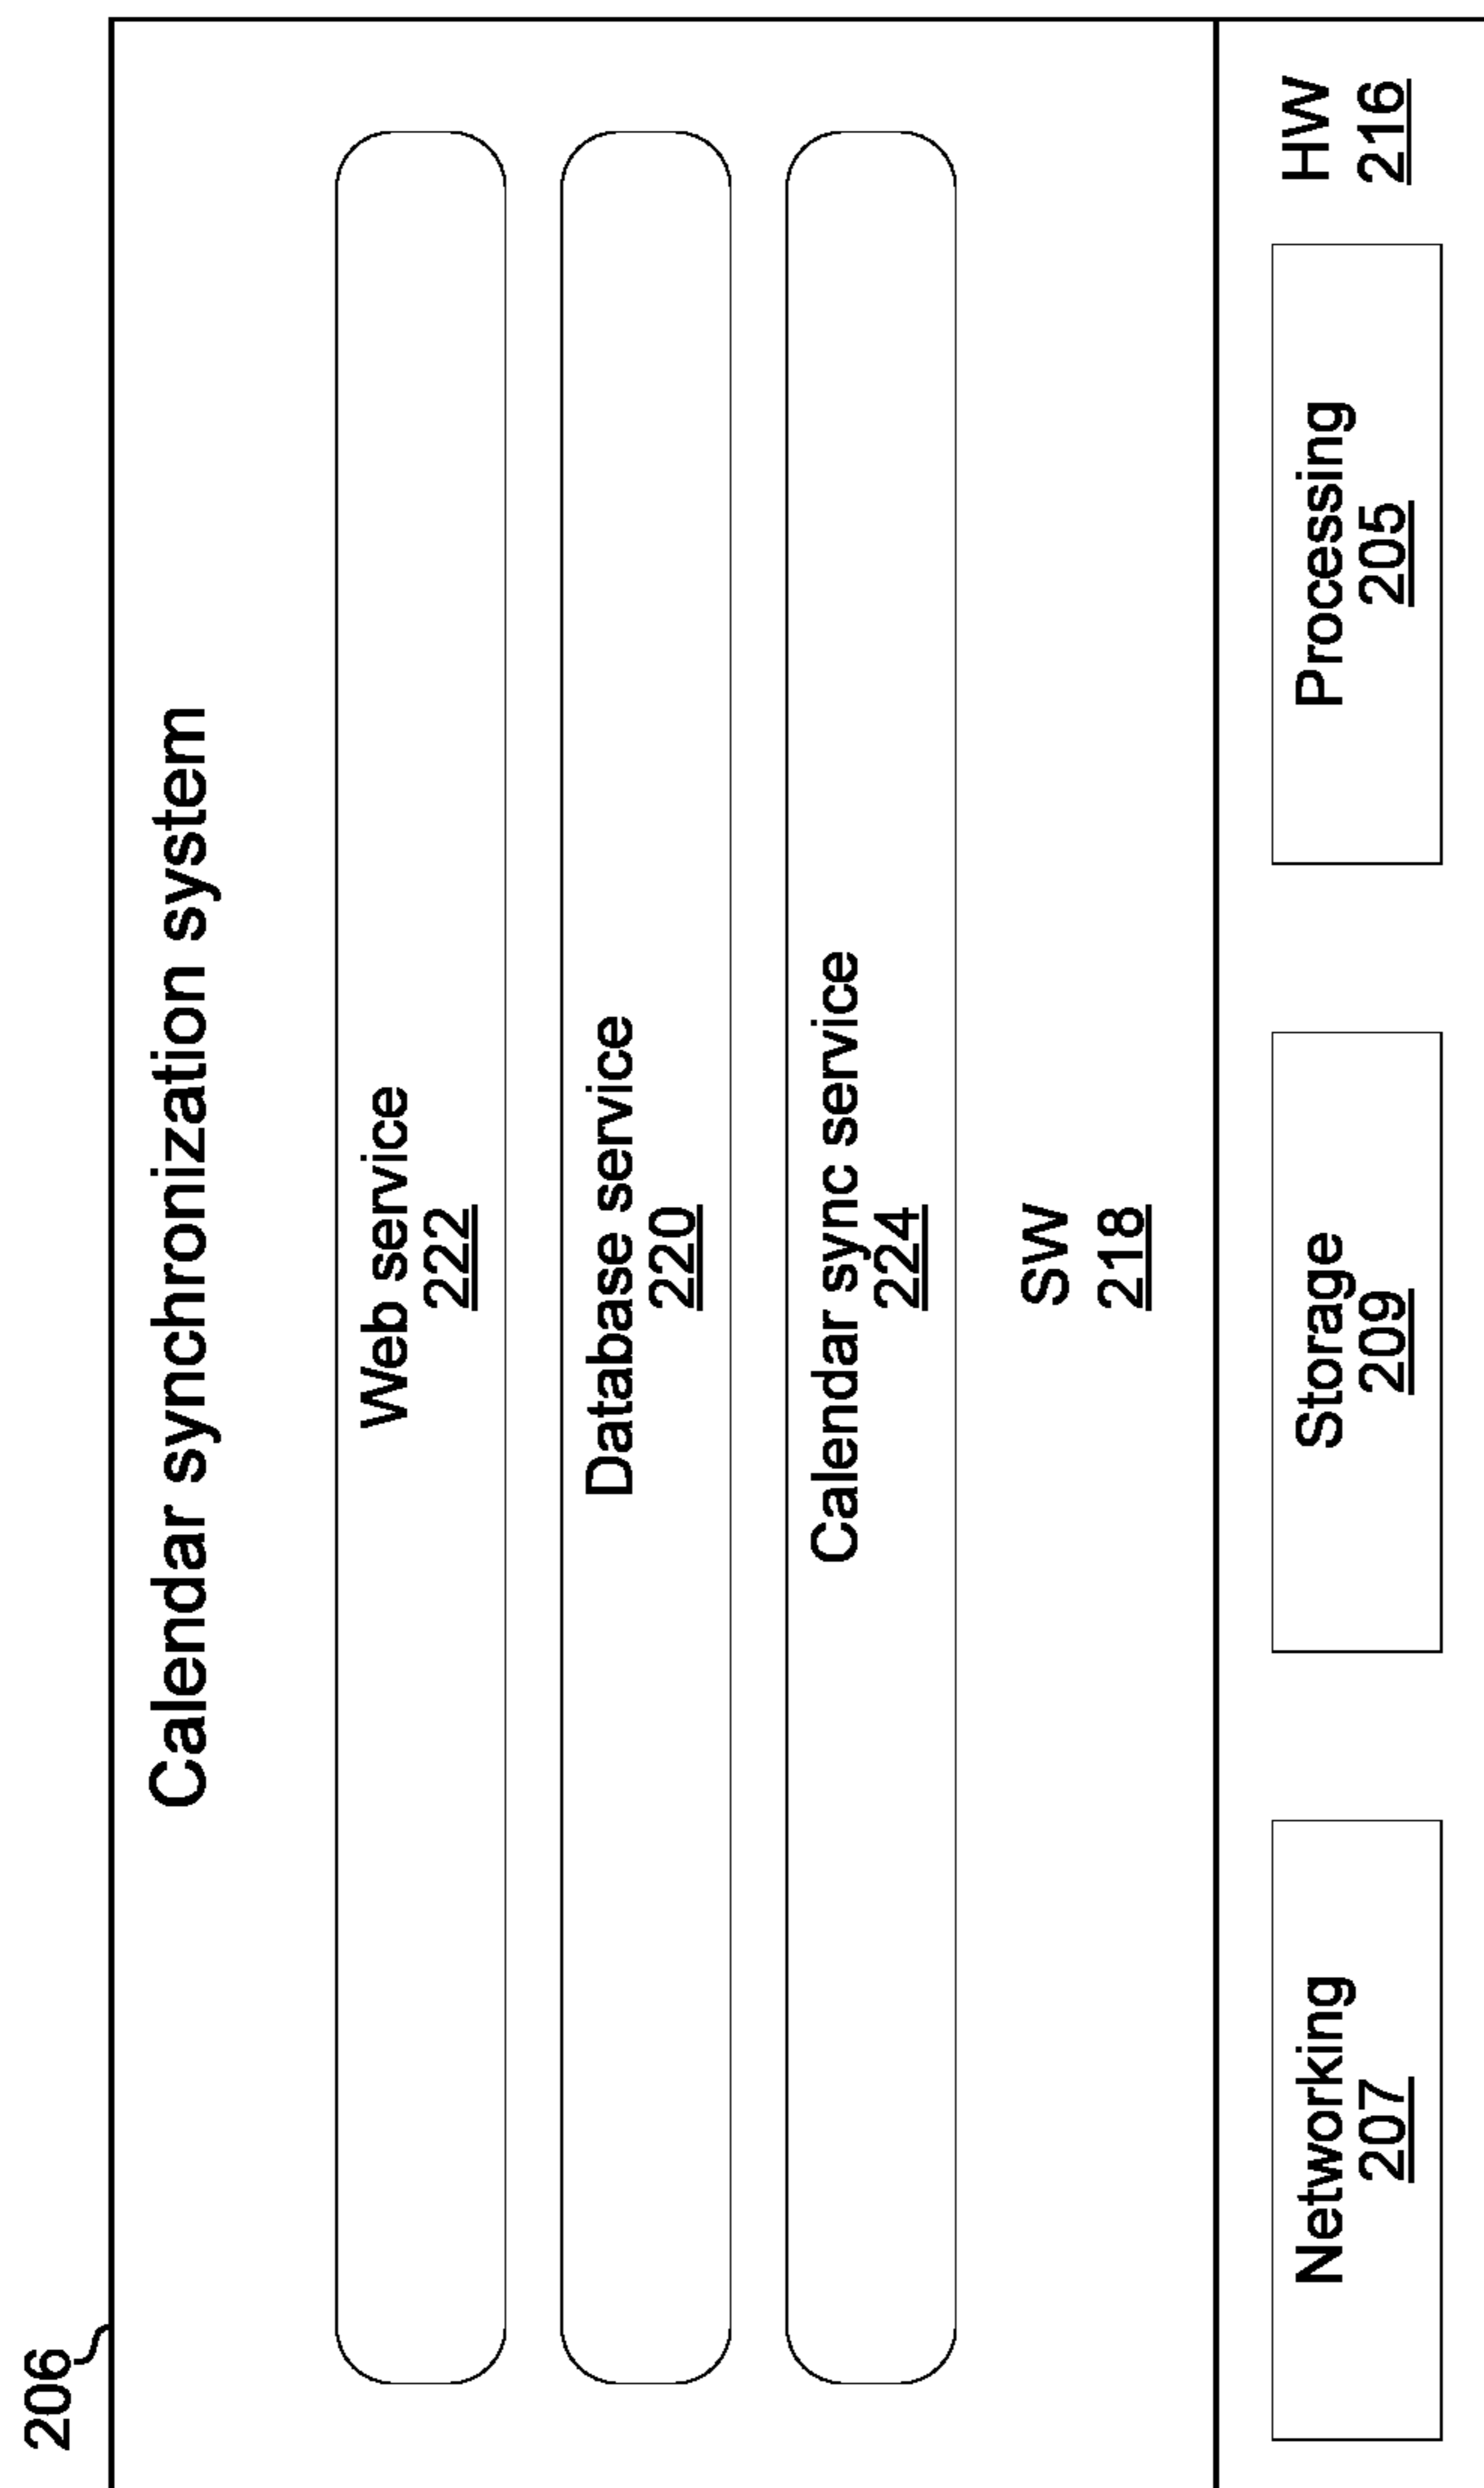 206
Calendar synchronization system
Web service
222
Database service
220
Calendar sync service
224
SW
218
Networking
207
Storage
209
Processing
205
HW
216